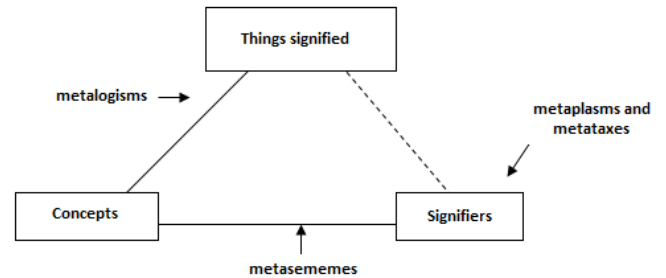 Things signified
metalogisms
metaplasms and
metataxes
Concepts
Signifiers
metasememes